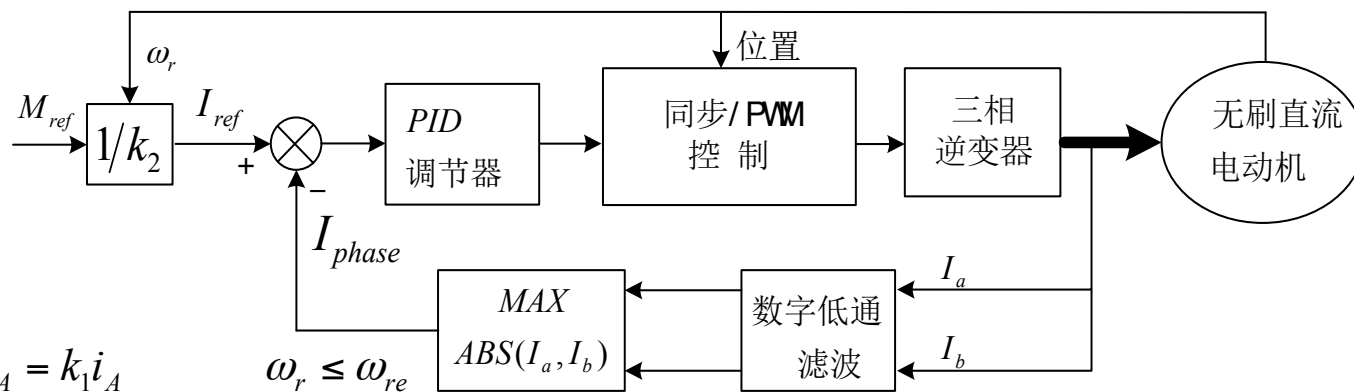 位置
ω_r
M_ref
1/k_2
I_ref
+
−
PID
调节器
同步/PWM
控 制
三相
逆变器
无刷直流
电动机
I_phase
MAX
ABS(I_a,I_b)
数字低通
滤波
I_a
I_b
_A = k_1 i_A
ω_r ≤ ω_re